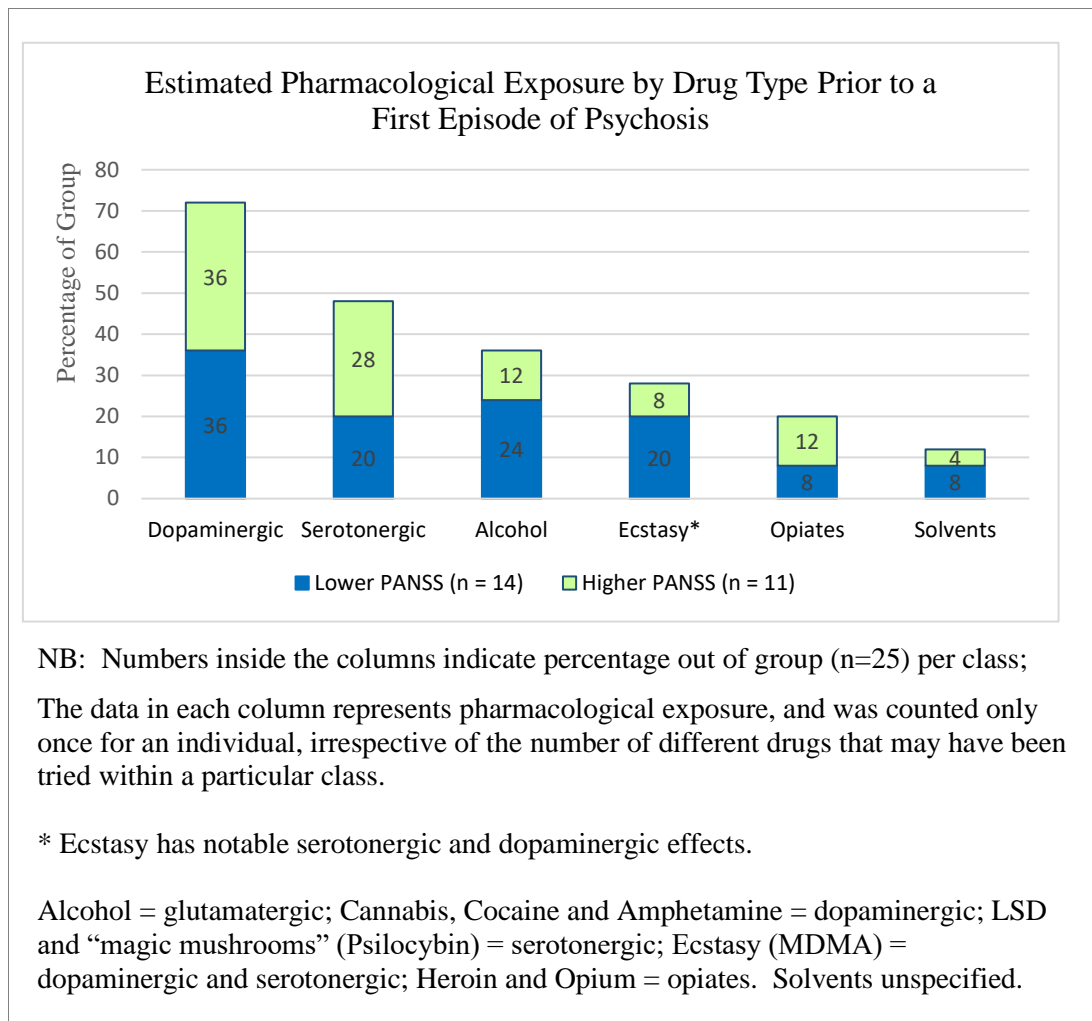 Estimated Pharmacological Exposure by Drug Type Prior to a
First Episode of Psychosis
Percentage of Group
80
70
60
50
40
30
20
10
0
36
36
28
20
12
24
8
20
12
8
4
8
Dopaminergic Serotonergic Alcohol Ecstasy* Opiates Solvents
Lower PANSS (n = 14) Higher PANSS (n = 11)
NB: Numbers inside the columns indicate percentage out of group (n=25) per class;
The data in each column represents pharmacological exposure, and was counted only
once for an individual, irrespective of the number of different drugs that may have been
tried within a particular class.
* Ecstasy has notable serotonergic and dopaminergic effects.
Alcohol = glutamatergic; Cannabis, Cocaine and Amphetamine = dopaminergic; LSD
and “magic mushrooms” (Psilocybin) = serotonergic; Ecstasy (MDMA) =
dopaminergic and serotonergic; Heroin and Opium = opiates. Solvents unspecified.